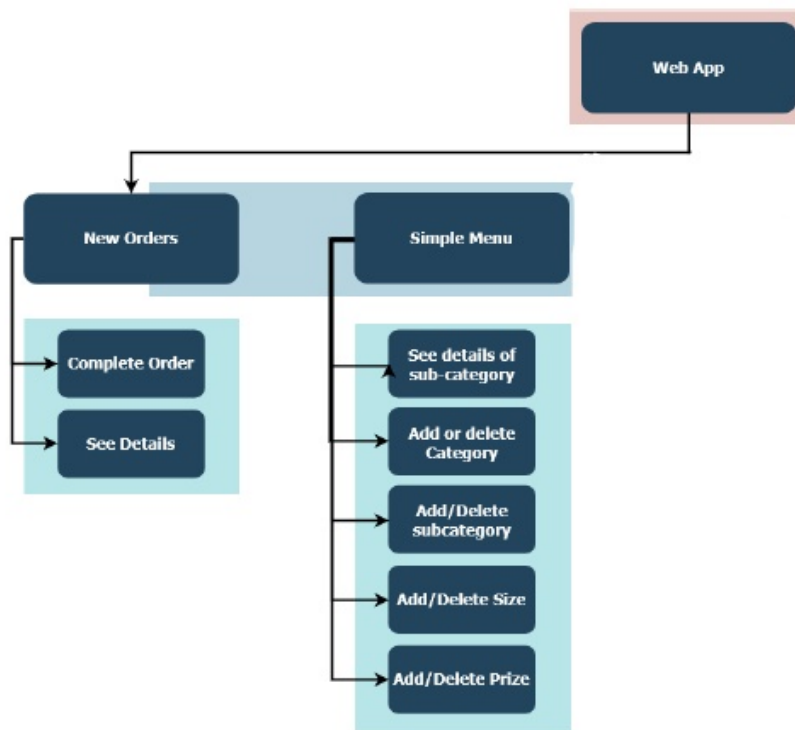 Web App
New Orders
Simple Menu
Complete Order
See Details
See details of
sub-category
Add or delete
Category
Add/Delete
subcategory
Add/Delete Size
Add/Delete Prize